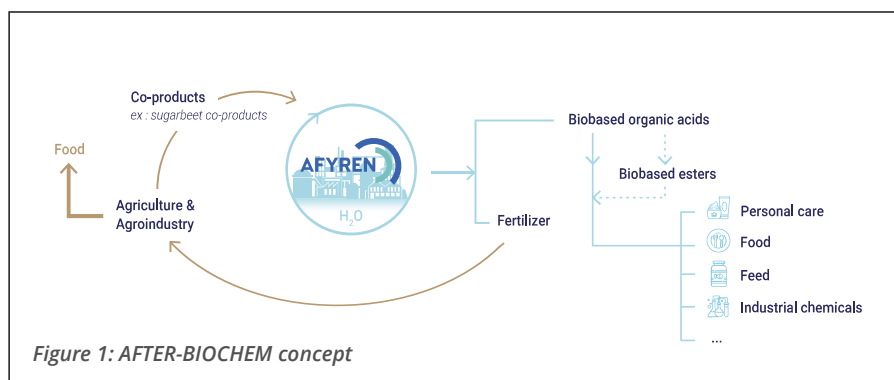 Co-products
ex : sugarbeet co-products
Food
Agriculture &
Agroindustry
AFYREN
H₂O
Fertilizer
Biobased organic acids
Biobased esters
Personal care
Food
Feed
Industrial chemicals
...
Figure 1: AFTER-BIOCHEM concept